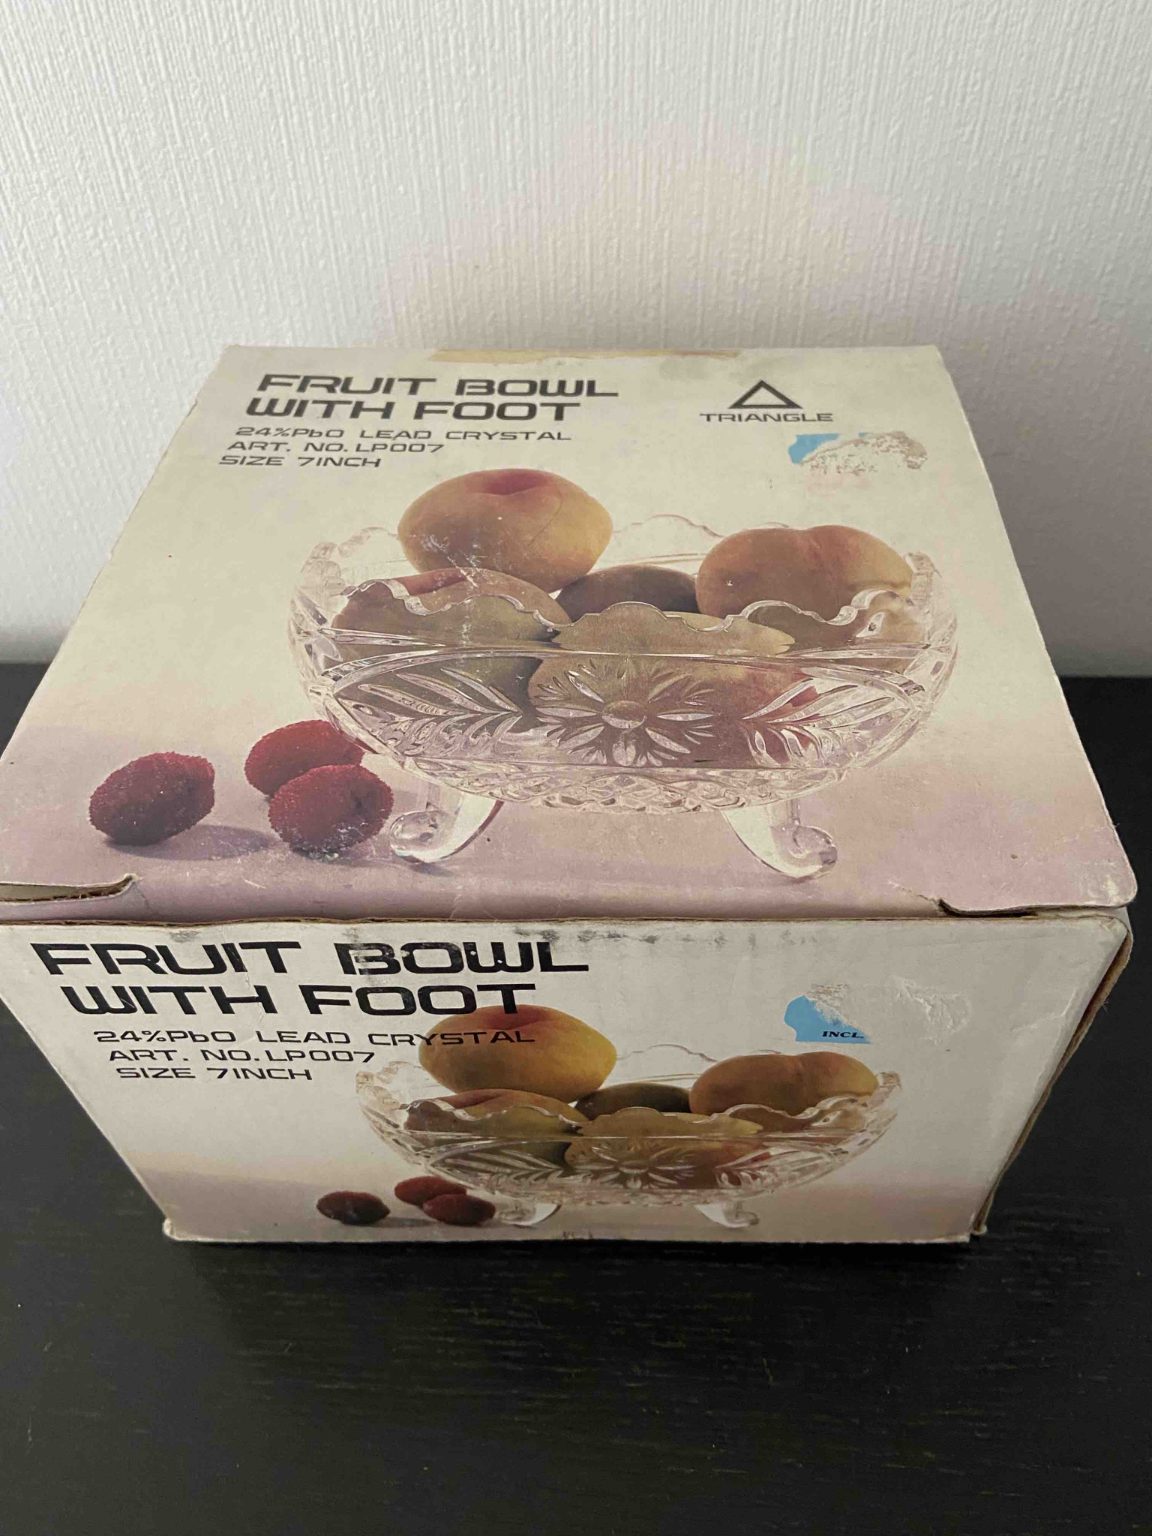 FRUIT BOWL
WITH FOOT
24%PbO LEAD CRYSTAL
ART. NO. LP007
SIZE 7INCH
TRIANGLE
FRUIT BOWL
WITH FOOT
24%PbO LEAD CRYSTAL
ART. NO. LP007
SIZE 7INCH
INCL.